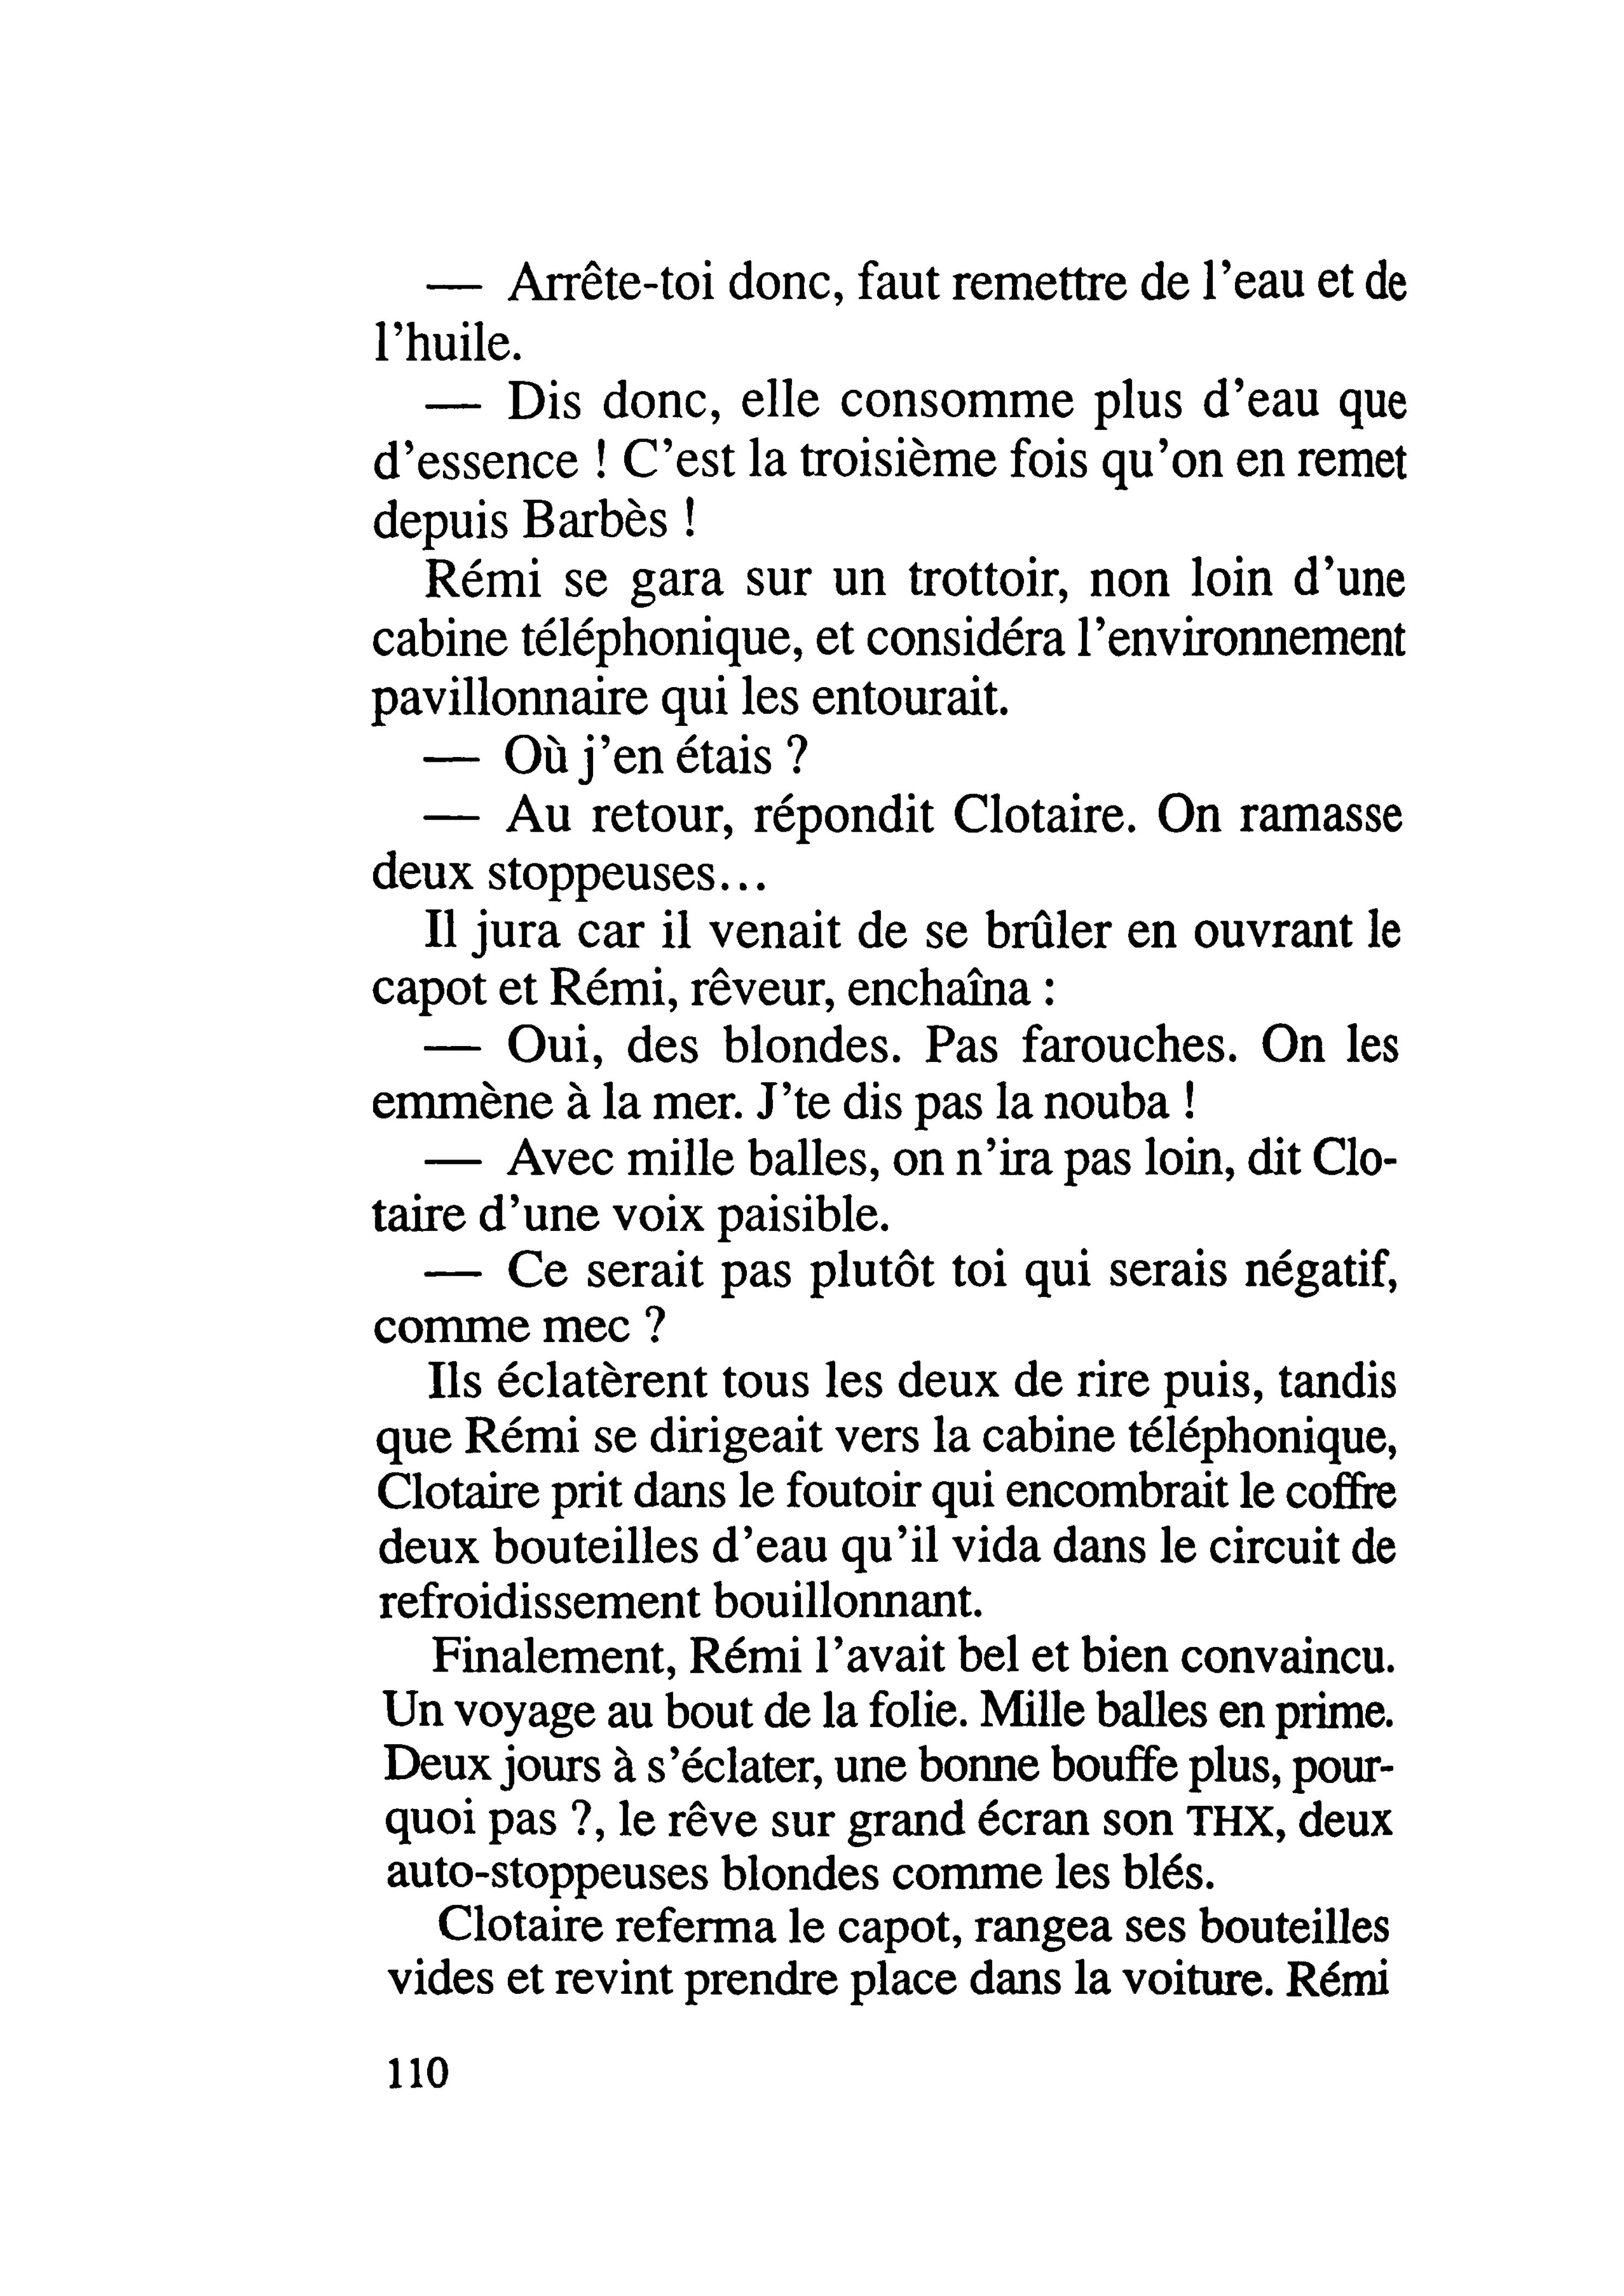 — Arrête-toi donc, faut remettre de l’eau et de
l’huile.
— Dis donc, elle consomme plus d’eau que
d’essence ! C’est la troisième fois qu’on en remet
depuis Barbès !
Rémi se gara sur un trottoir, non loin d’une
cabine téléphonique, et considéra l’environnement
pavillonnaire qui les entourait.
— Où j’en étais ?
— Au retour, répondit Clotaire. On ramasse
deux stoppeuses...
Il jura car il venait de se brûler en ouvrant le
capot et Rémi, rêveur, enchaîna :
— Oui, des blondes. Pas farouches. On les
emmène à la mer. J’te dis pas la nouba !
— Avec mille balles, on n’ira pas loin, dit Clo-
taire d’une voix paisible.
— Ce serait pas plutôt toi qui serais négatif,
comme mec ?
Ils éclatèrent tous les deux de rire puis, tandis
que Rémi se dirigeait vers la cabine téléphonique,
Clotaire prit dans le foutoir qui encombrait le coffre
deux bouteilles d’eau qu’il vida dans le circuit de
refroidissement bouillonnant.
Finalement, Rémi l’avait bel et bien convaincu.
Un voyage au bout de la folie. Mille balles en prime.
Deux jours à s’éclater, une bonne bouffe plus, pour-
quoi pas ?, le rêve sur grand écran son THX, deux
auto-stoppeuses blondes comme les blés.
Clotaire referma le capot, rangea ses bouteilles
vides et revint prendre place dans la voiture. Rémi
110